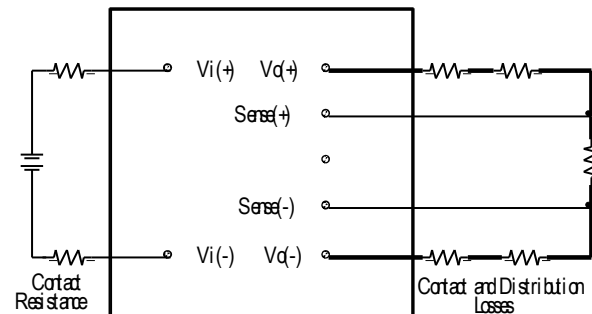 Vi(+) Vo(+)
Sense(+)
Sense(-)
Vi(-) Vo(-)
Contact
Resistance
Contact and Distribution
Losses